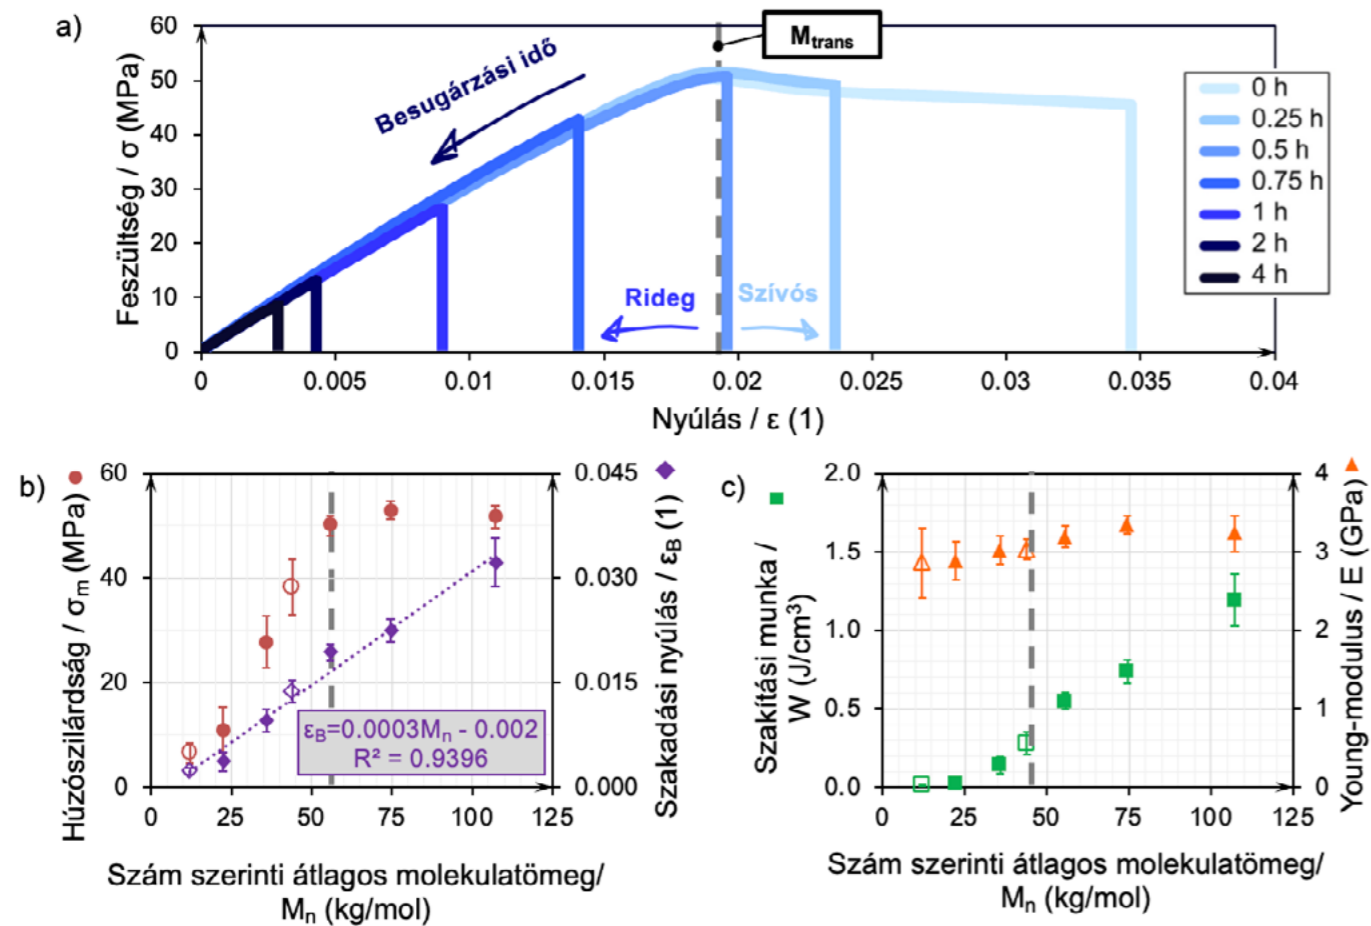 a)
Feszültség / σ (MPa)
60
50
40
30
20
10
0
Besugárzási idő
Mtrans
Rideg
Szívós
0 h
0.25 h
0.5 h
0.75 h
1 h
2 h
4 h
0 0.005 0.01 0.015 0.02 0.025 0.03 0.035 0.04
Nyúlás / ε (1)
b)
Húzószilárdság / σm (MPa)
60
40
20
0
εB=0.0003Mn - 0.002
R² = 0.9396
0.045
0.030
0.015
0.000
Szakadási nyúlás / εB (1)
0 25 50 75 100 125
Szám szerinti átlagos molekulatömeg/
Mn (kg/mol)
c)
Szakítási munka /
W (J/cm³)
2.0
1.5
1.0
0.5
0.0
4
3
2
1
0
Young-modulus / E (GPa)
0 25 50 75 100 125
Szám szerinti átlagos molekulatömeg/
Mn (kg/mol)